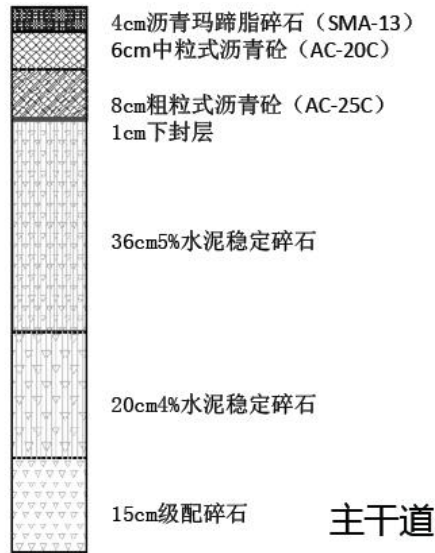 4cm沥青玛蹄脂碎石（SMA-13）
6cm中粒式沥青砼（AC-20C）
8cm粗粒式沥青砼（AC-25C）
1cm下封层
36cm5%水泥稳定碎石
20cm4%水泥稳定碎石
15cm级配碎石
主干道